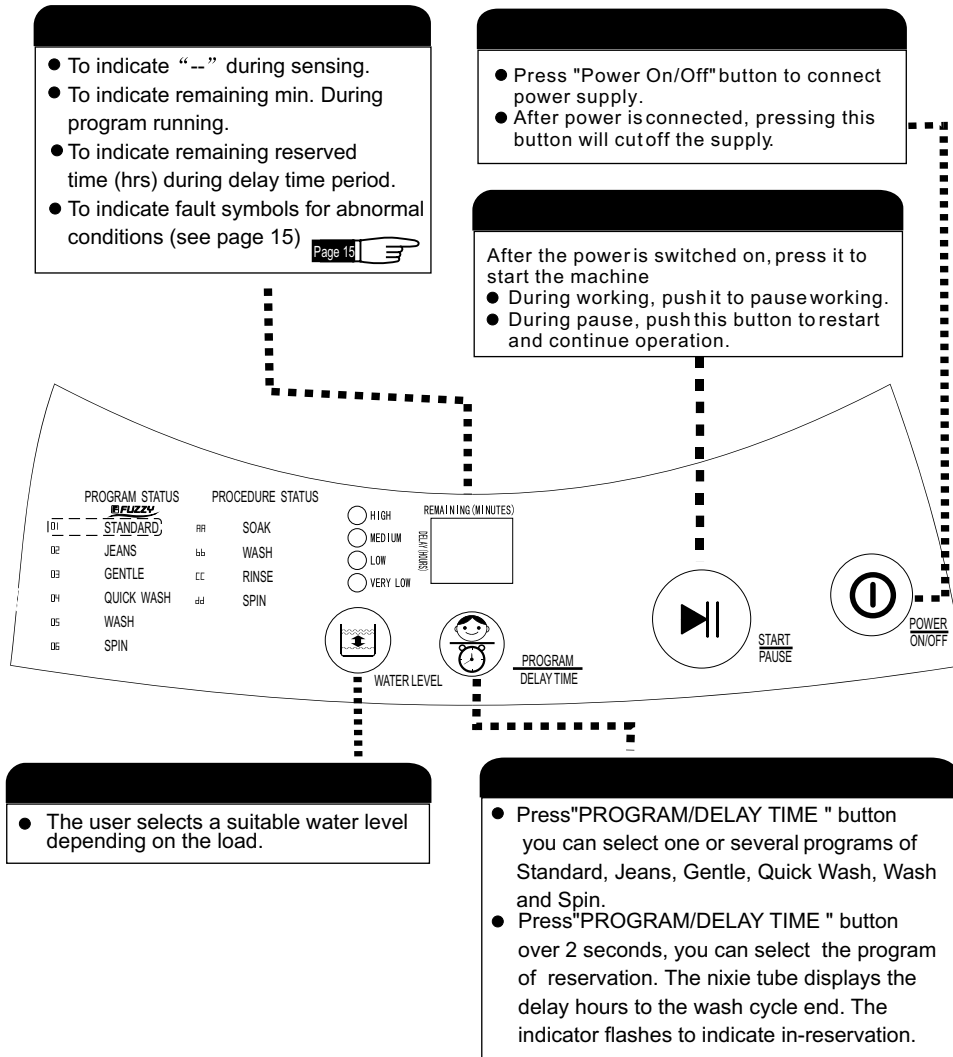 ● To indicate “--” during sensing.
● To indicate remaining min. During
program running.
● To indicate remaining reserved
time (hrs) during delay time period.
● To indicate fault symbols for abnormal
conditions (see page 15)
Page 15
● Press "Power On/Off" button to connect
power supply.
● After power is connected, pressing this
button will cut off the supply.
After the power is switched on, press it to
start the machine
● During working, push it to pause working.
● During pause, push this button to restart
and continue operation.
PROGRAM STATUS
FUZZY
01 STANDARD
02 JEANS
03 GENTLE
04 QUICK WASH
05 WASH
06 SPIN
PROCEDURE STATUS
AA SOAK
bb WASH
CC RINSE
dd SPIN
HIGH
MEDIUM
LOW
VERY LOW
REMAINING (MINUTES)
DELAY (HOURS)
WATER LEVEL
PROGRAM
DELAY TIME
START
PAUSE
POWER
ON/OFF
● The user selects a suitable water level
depending on the load.
● Press"PROGRAM/DELAY TIME " button
you can select one or several programs of
Standard, Jeans, Gentle, Quick Wash, Wash
and Spin.
● Press"PROGRAM/DELAY TIME " button
over 2 seconds, you can select the program
of reservation. The nixie tube displays the
delay hours to the wash cycle end. The
indicator flashes to indicate in-reservation.